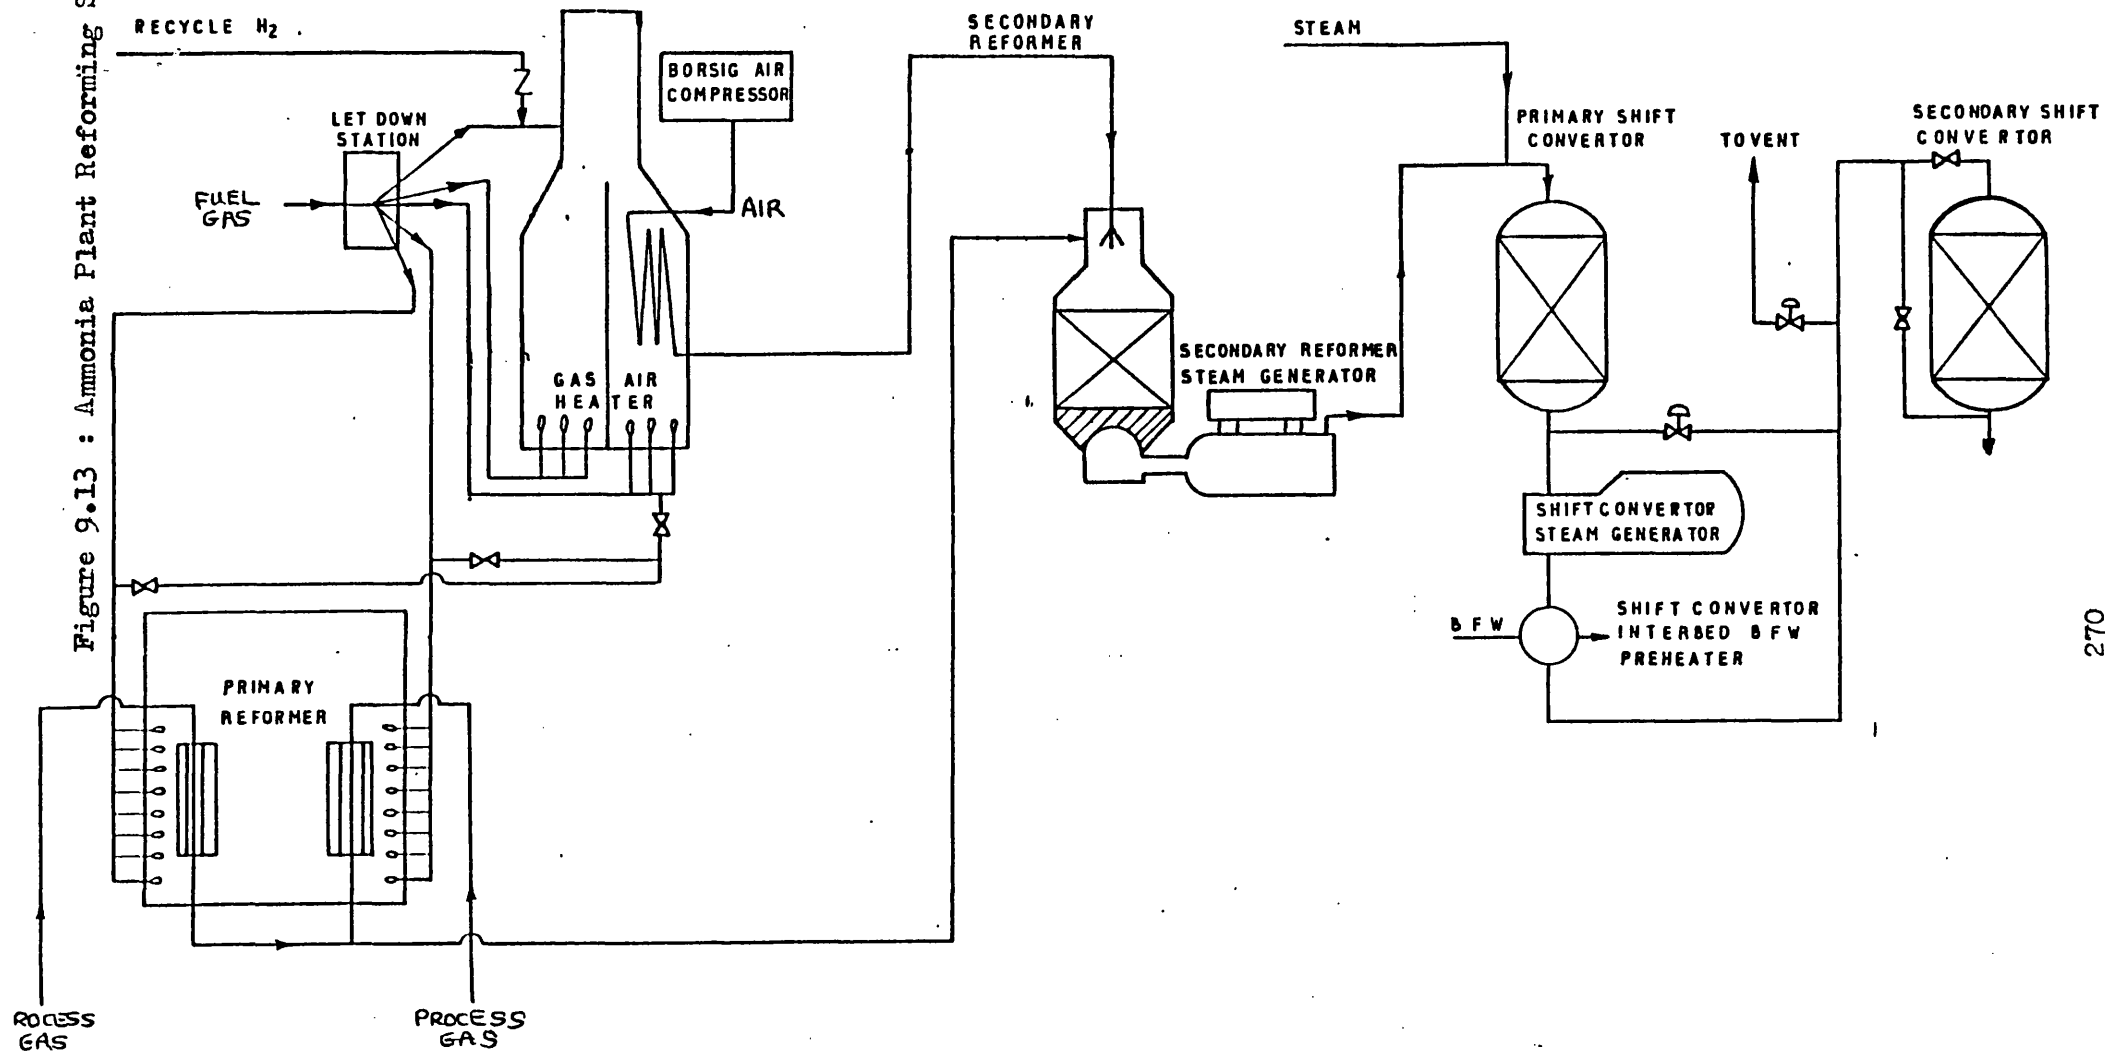 Figure 9.13 : Ammonia Plant Reforming
RECYCLE H2
LET DOWN
STATION
FUEL
GAS
BORSIG AIR
COMPRESSOR
AIR
GAS AIR
HEATER
SECONDARY
REFORMER
STEAM
PRIMARY SHIFT
CONVERTOR
TO VENT
SECONDARY SHIFT
CONVERTOR
SECONDARY REFORMER
STEAM GENERATOR
SHIFT CONVERTOR
STEAM GENERATOR
BFW
SHIFT CONVERTOR
INTERBED BFW
PREHEATER
PRIMARY
REFORMER
ROCESS
GAS
PROCESS
GAS
270